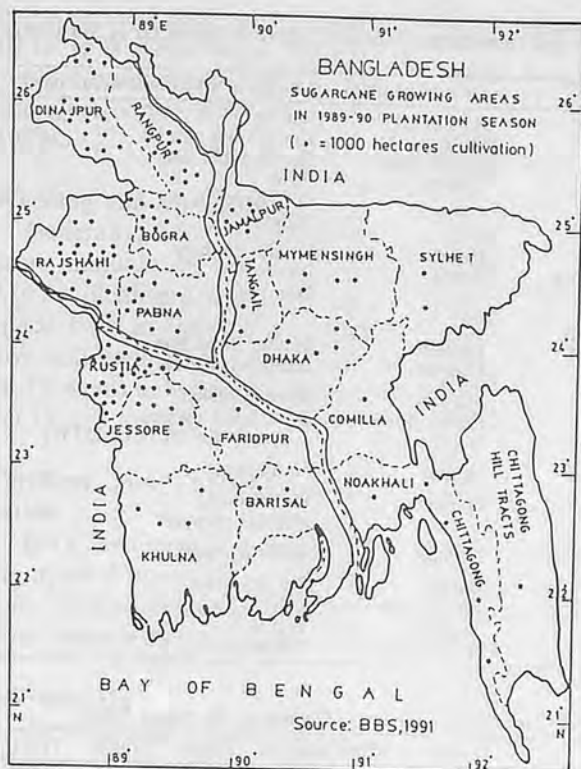 89°E 90° 91° 92°
BANGLADESH
SUGARCANE GROWING AREAS
IN 1989-90 PLANTATION SEASON
( • = 1000 hectares cultivation)
INDIA
26° 26°
DINAJPUR
RANGPUR
25° 25°
BOGRA
JAMALPUR
RAJSHAHI
TANGAIL
MYMENSINGH
SYLHET
PABNA
24° 24°
KUSTIA
DHAKA
INDIA
COMILLA
JESSORE
FARIDPUR
23° 23°
NOAKHALI
BARISAL
INDIA
KHULNA
CHITTAGONG
CHITTAGONG
HILL TRACTS
22° 22°
BAY OF BENGAL
21° 21°
N N
Source: BBS,1991
89° 90° 91° 92°